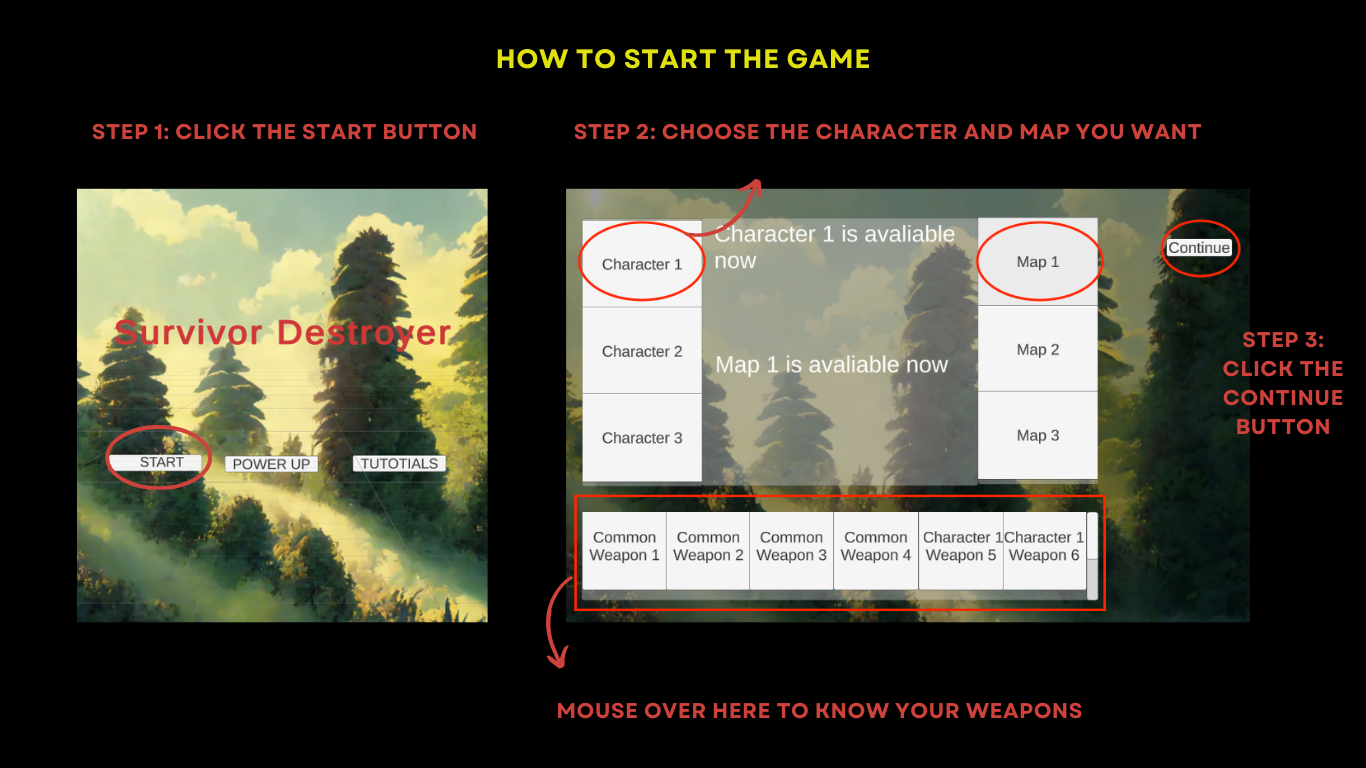 HOW TO START THE GAME
STEP 1: CLICK THE START BUTTON
STEP 2: CHOOSE THE CHARACTER AND MAP YOU WANT
Survivor Destroyer
START
POWER UP
TUTOTIALS
Character 1
Character 2
Character 3
Character 1 is avaliable
now
Map 1 is avaliable now
Map 1
Map 2
Map 3
Continue
STEP 3:
CLICK THE
CONTINUE
BUTTON
Common
Weapon 1
Common
Weapon 2
Common
Weapon 3
Common
Weapon 4
Character 1
Weapon 5
Character 1
Weapon 6
MOUSE OVER HERE TO KNOW YOUR WEAPONS